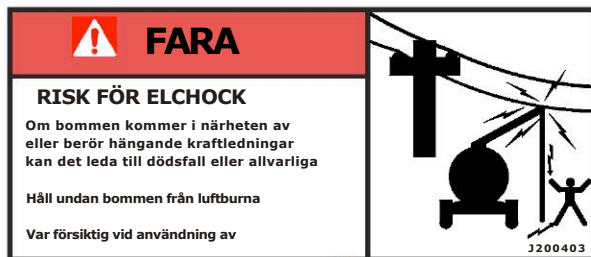 FARA
RISK FÖR ELCHOCK
Om bommen kommer i närheten av
eller berör hängande kraftledningar
kan det leda till dödsfall eller allvarliga
Håll undan bommen från luftburna
Var försiktig vid användning av
J200403